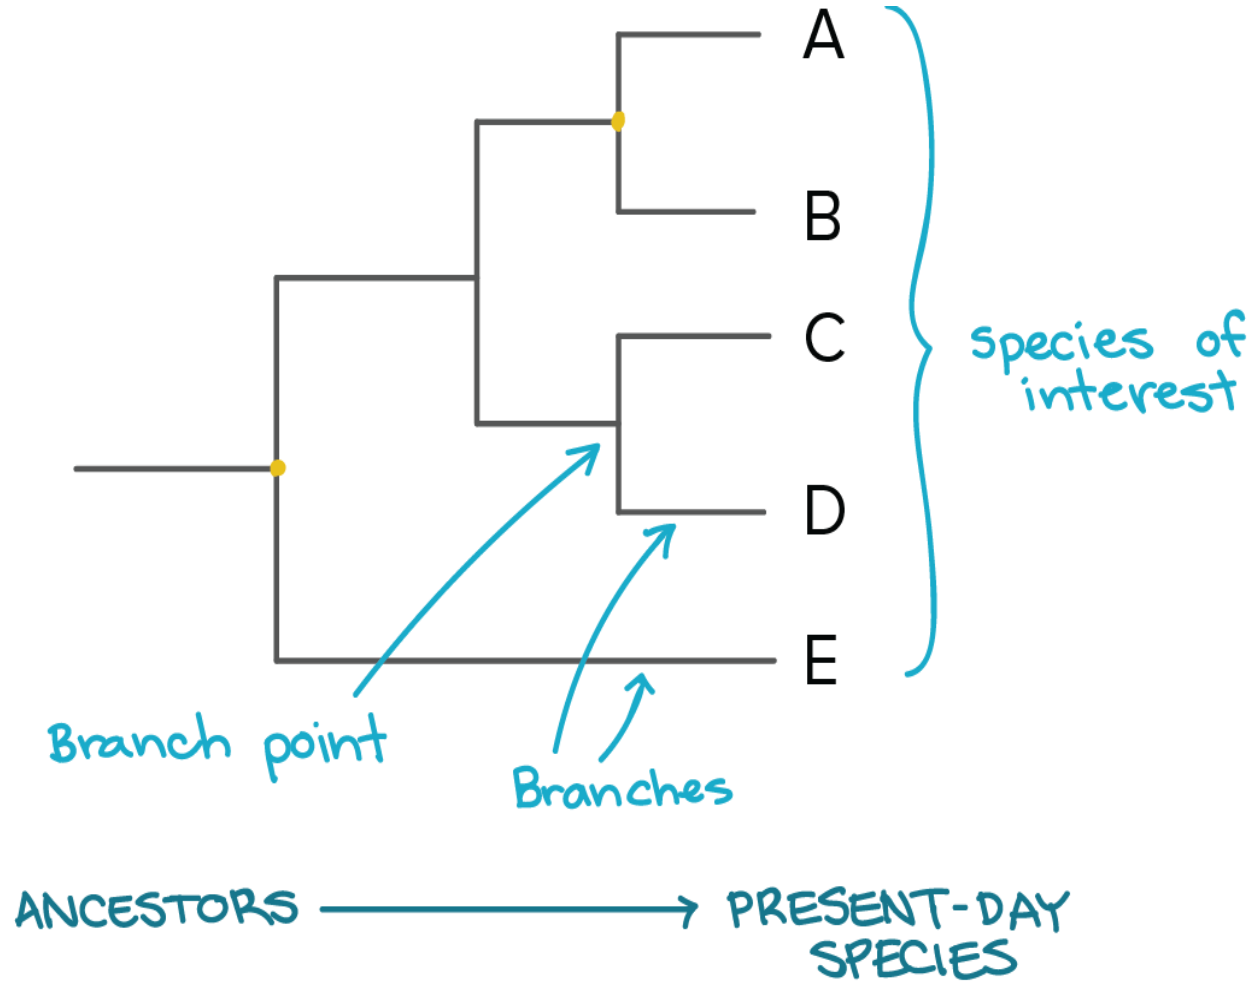 A
B
C
species of
interest
D
E
Branch point
Branches
ANCESTORS
PRESENT-DAY
SPECIES